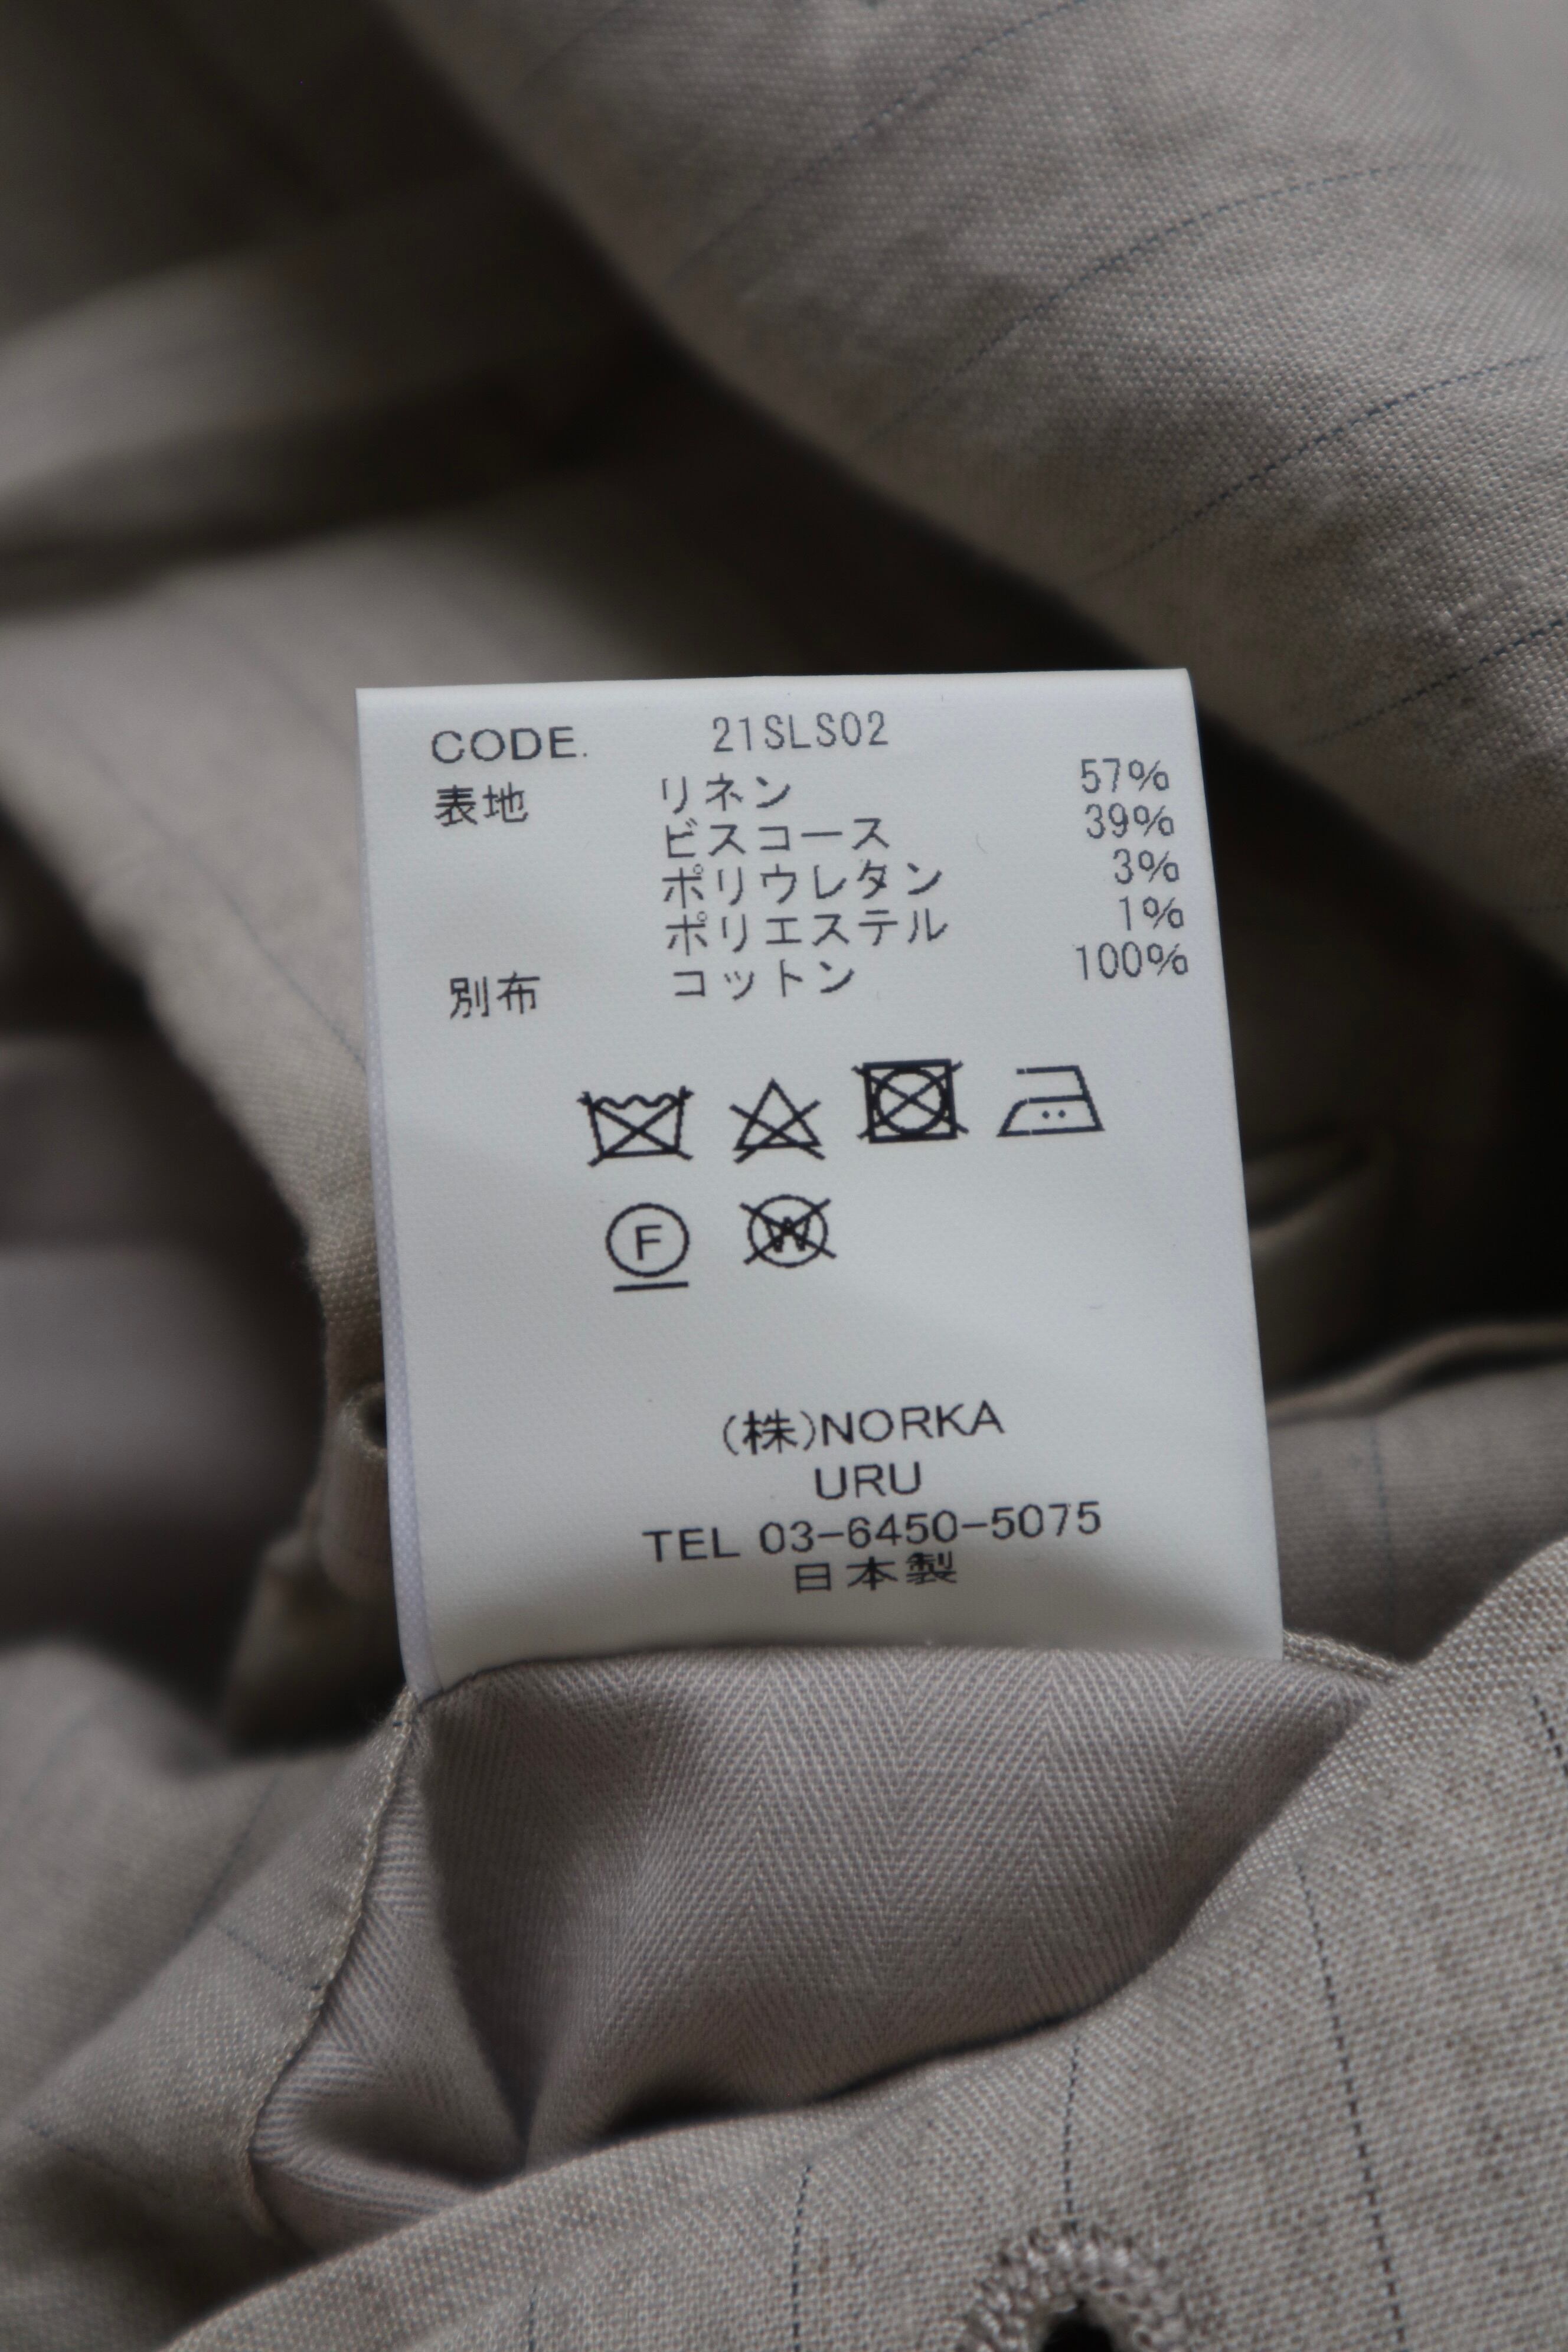 CODE. 21SLS02
表地 リネン 57%
ビスコース 39%
ポリウレタン 3%
ポリエステル 1%
別布 コットン 100%
F W
(株)NORKA
URU
TEL 03-6450-5075
日本製